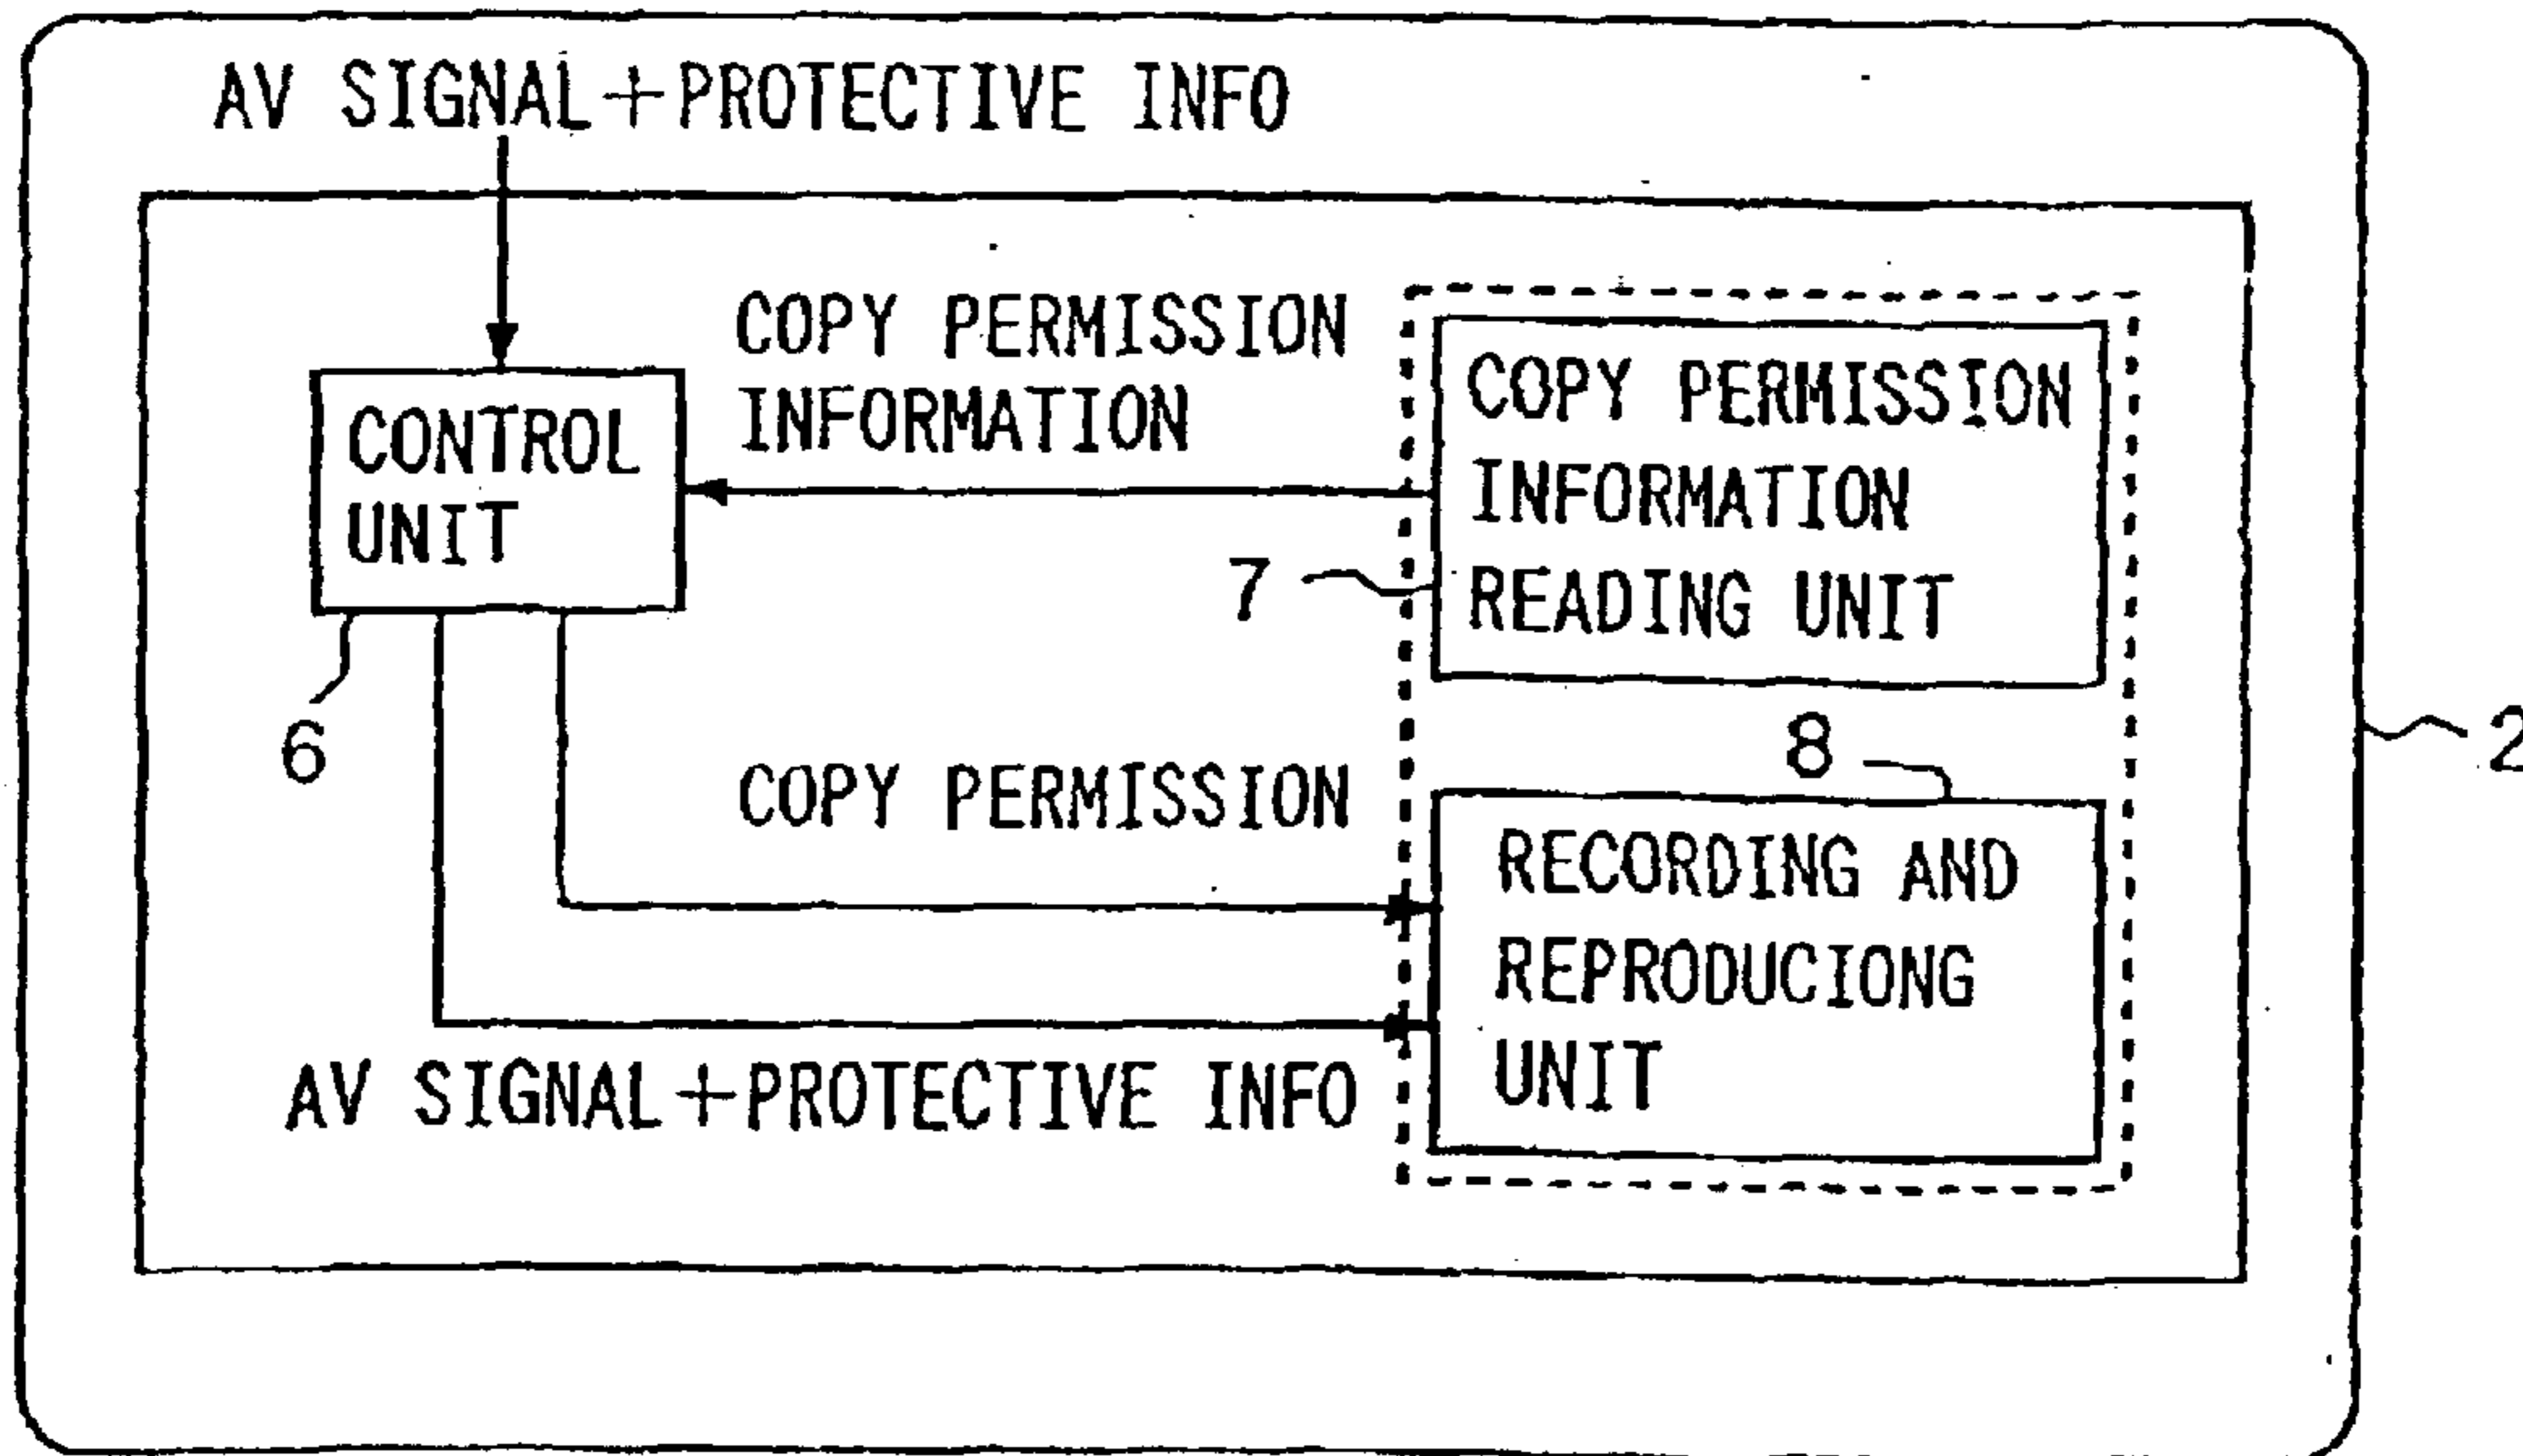 AV SIGNAL+PROTECTIVE INFO
COPY PERMISSION
INFORMATION
CONTROL
UNIT
6
COPY PERMISSION
INFORMATION
READING UNIT
7
2
COPY PERMISSION
8
RECORDING AND
REPRODUCIONG
UNIT
AV SIGNAL+PROTECTIVE INFO